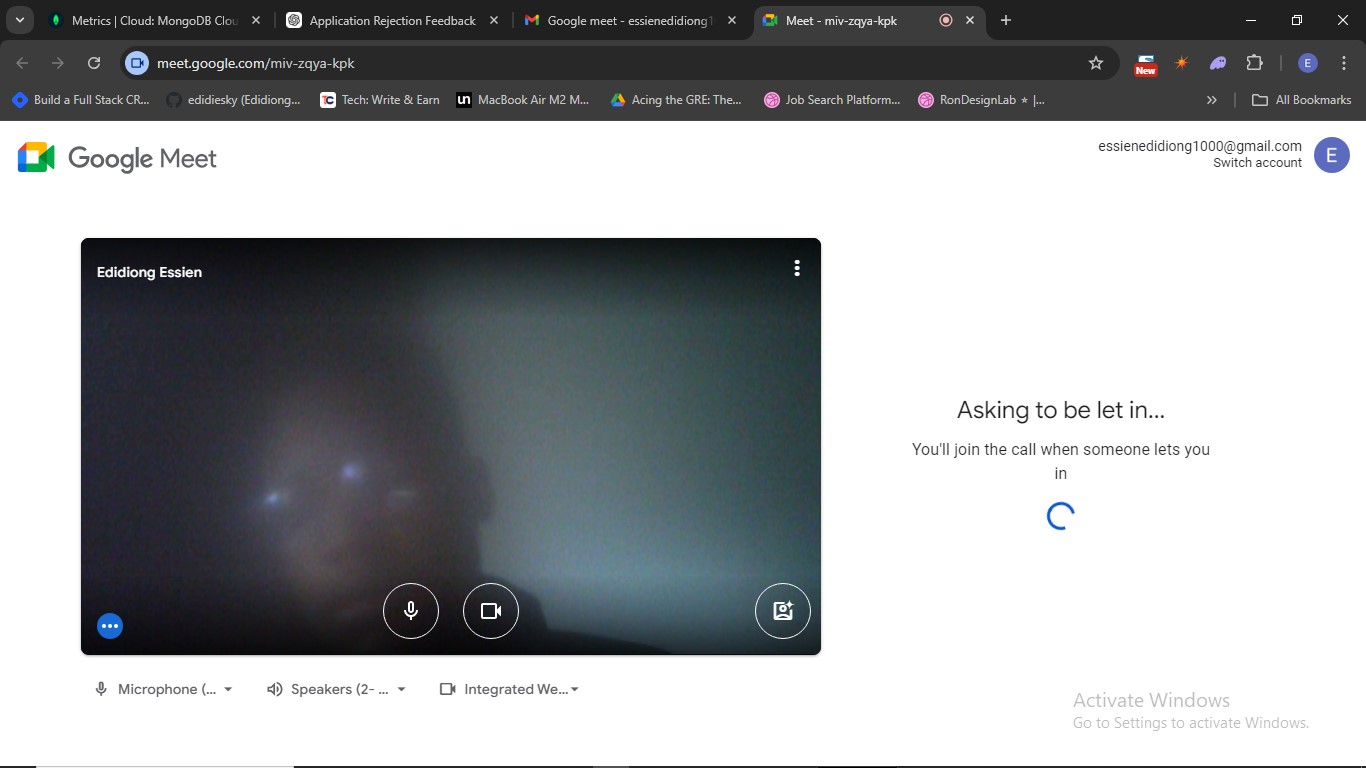 Metrics | Cloud: MongoDB Clou
Application Rejection Feedback
Google meet - essienedidiong1
Meet - miv-zqya-kpk
meet.google.com/miv-zqya-kpk
New
E
Build a Full Stack CR...
edidiesky (Edidiong...
TC Tech: Write & Earn
un MacBook Air M2 M...
Acing the GRE: The...
Job Search Platform...
RonDesignLab ⭐ |...
»
All Bookmarks
Google Meet
essienedidiong1000@gmail.com
Switch account
E
Edidiong Essien
Asking to be let in...
You'll join the call when someone lets you
in
Microphone (...
Speakers (2- ...
Integrated We...
Activate Windows
Go to Settings to activate Windows.